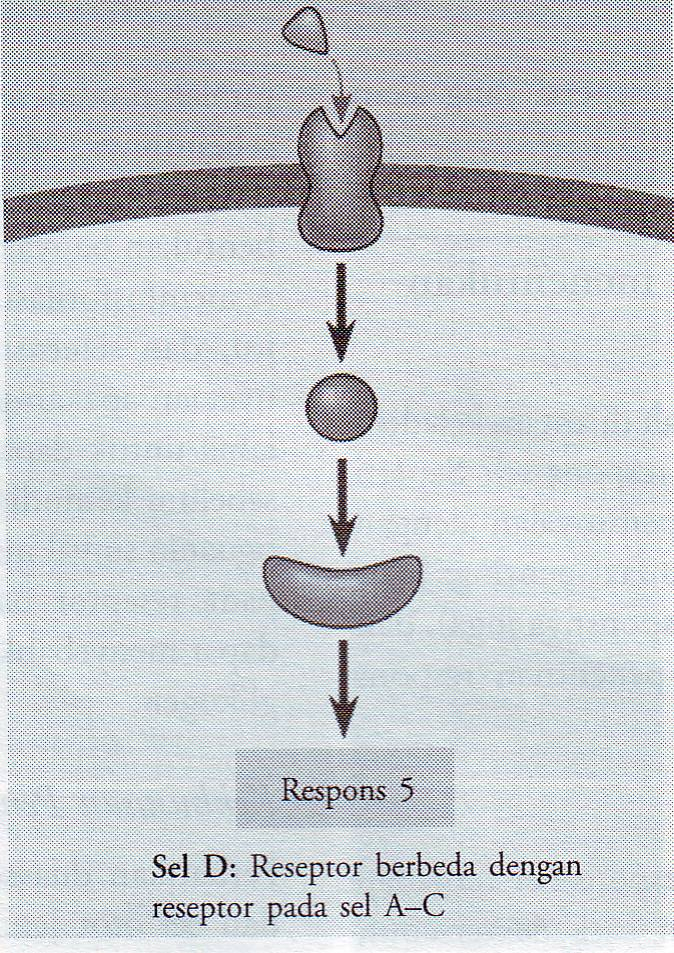 Respons 5
Sel D: Reseptor berbeda dengan
reseptor pada sel A–C